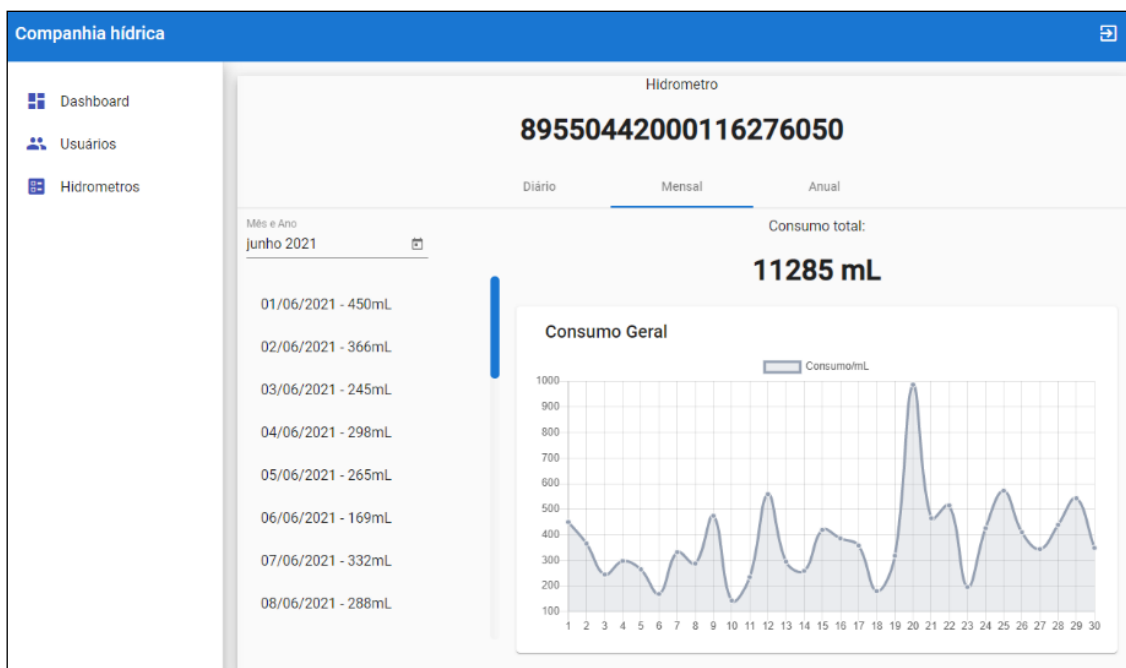 Companhia hídrica
Dashboard
Usuários
Hidrometros
Hidrometro
89550442000116276050
Diário Mensal Anual
Mês e Ano
junho 2021
01/06/2021 - 450mL
02/06/2021 - 366mL
03/06/2021 - 245mL
04/06/2021 - 298mL
05/06/2021 - 265mL
06/06/2021 - 169mL
07/06/2021 - 332mL
08/06/2021 - 288mL
Consumo total:
11285 mL
Consumo Geral
Consumo/mL
1000
900
800
700
600
500
400
300
200
100
1 2 3 4 5 6 7 8 9 10 11 12 13 14 15 16 17 18 19 20 21 22 23 24 25 26 27 28 29 30